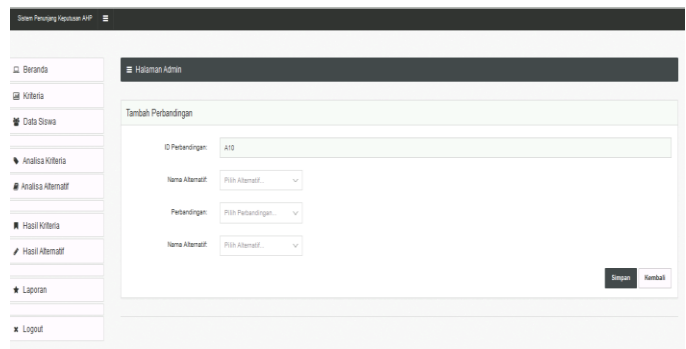 Sistem Penunjang Keputusan AHP
Beranda
Kriteria
Data Siswa
Analisa Kriteria
Analisa Alternatif
Hasil Kriteria
Hasil Alternatif
Laporan
Logout
Halaman Admin
Tambah Perbandingan
ID Perbandingan: A10
Nama Alternatif: Pilih Alternatif...
Perbandingan: Pilih Perbandingan...
Nama Alternatif: Pilih Alternatif...
Simpan Kembali